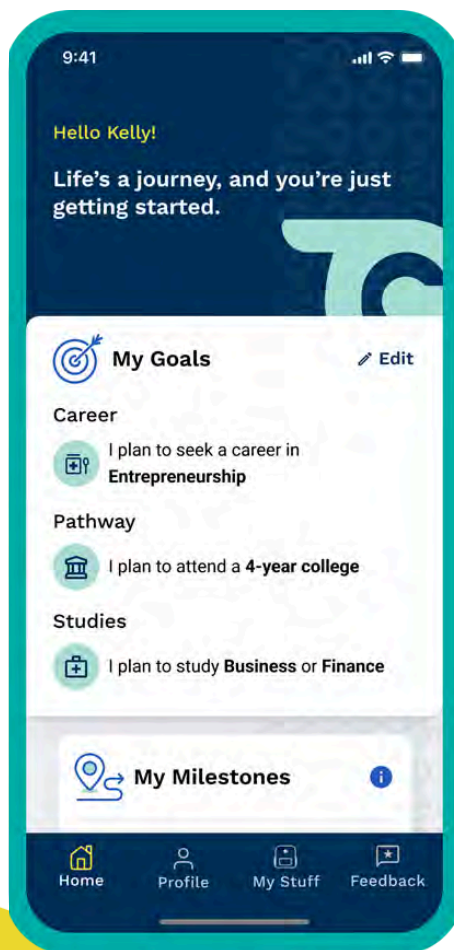 9:41
Hello Kelly!
Life's a journey, and you're just
getting started.
My Goals
Edit
Career
I plan to seek a career in
Entrepreneurship
Pathway
I plan to attend a 4-year college
Studies
I plan to study Business or Finance
My Milestones
i
Home
Profile
My Stuff
Feedback